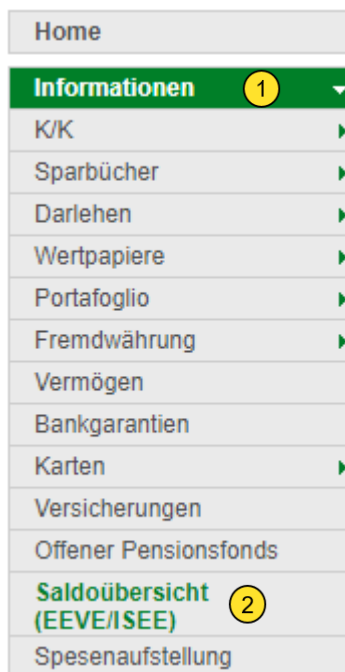 Home
Informationen 1
K/K
Sparbücher
Darlehen
Wertpapiere
Portafoglio
Fremdwährung
Vermögen
Bankgarantien
Karten
Versicherungen
Offener Pensionsfonds
Saldoübersicht
(EEVE/ISEE) 2
Spesenaufstellung